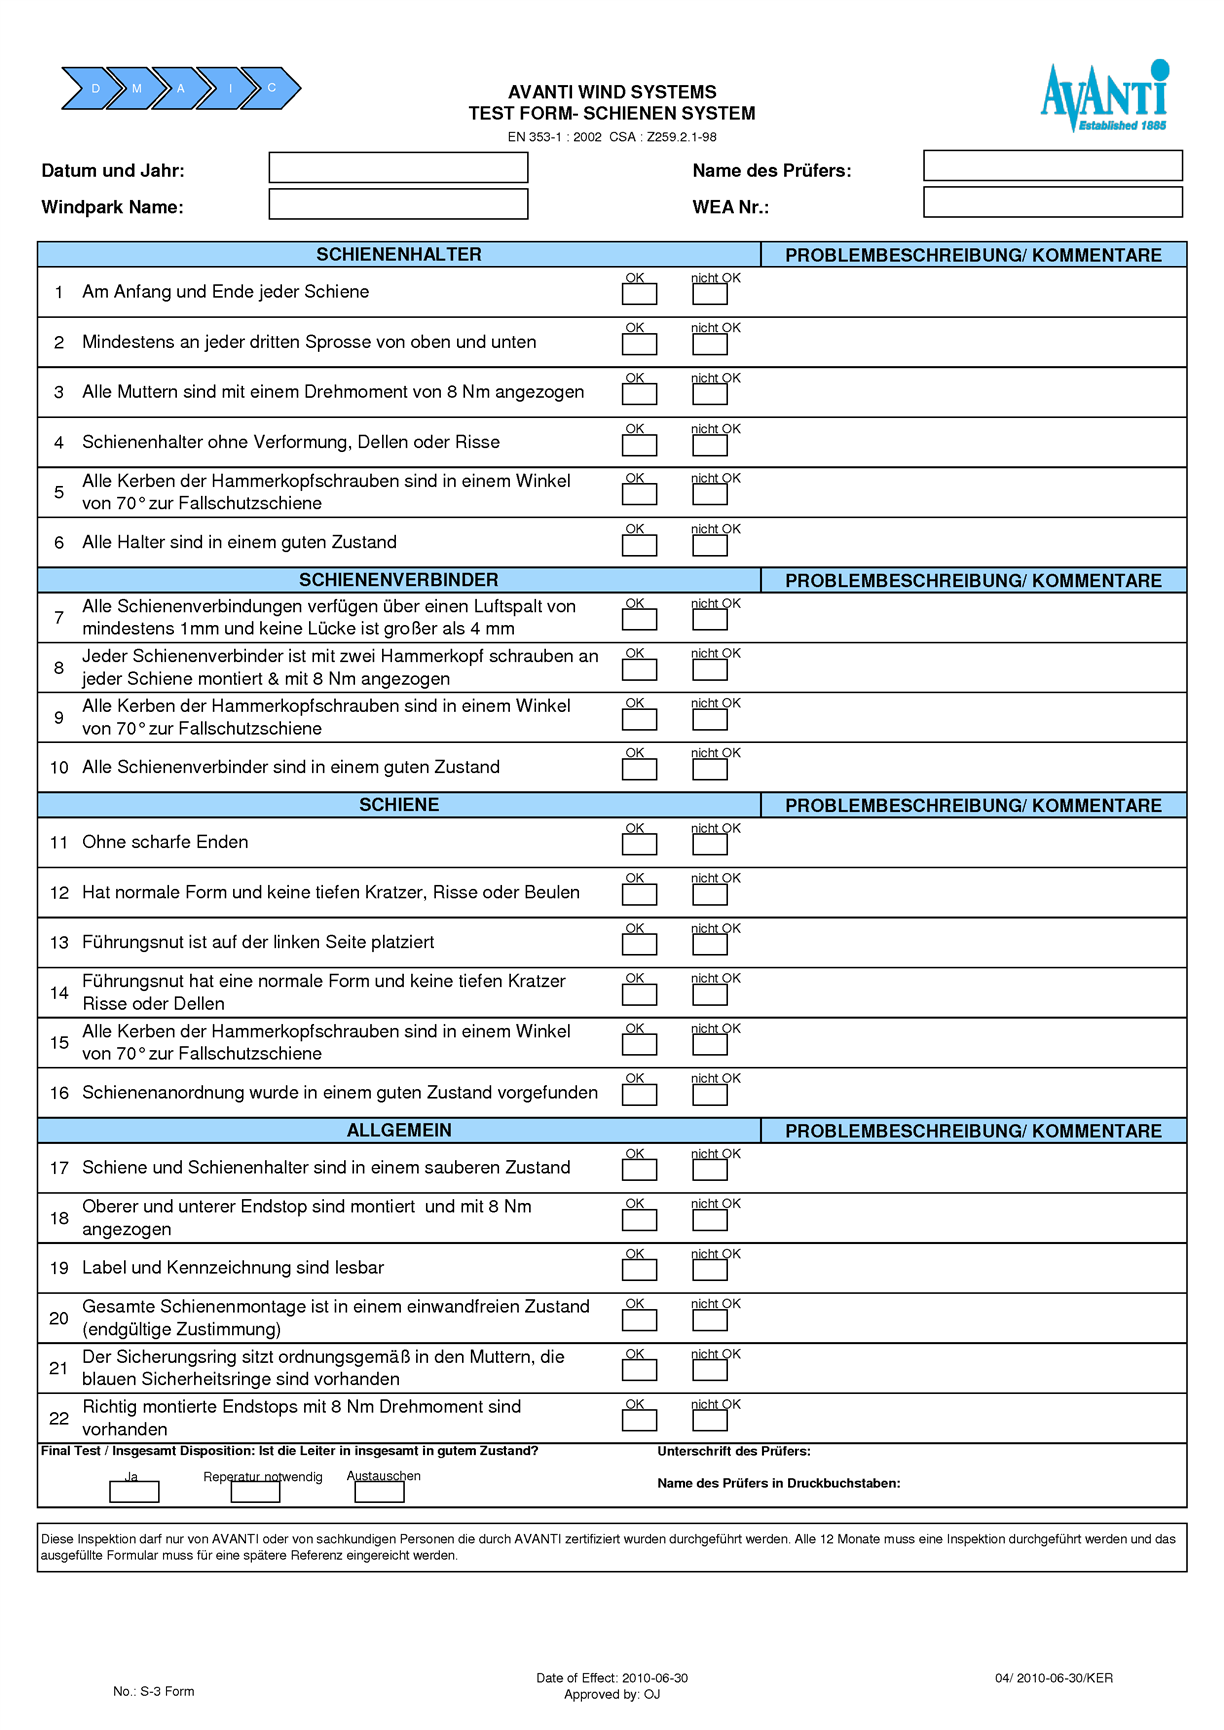 D M A I C
AVANTI
Established 1885
AVANTI WIND SYSTEMS
TEST FORM- SCHIENEN SYSTEM
EN 353-1 : 2002  CSA : Z259.2.1-98
Datum und Jahr:
Name des Prüfers:
Windpark Name:
WEA Nr.:
SCHIENENHALTER PROBLEMBESCHREIBUNG/ KOMMENTARE
1 Am Anfang und Ende jeder Schiene OK nicht OK
2 Mindestens an jeder dritten Sprosse von oben und unten OK nicht OK
3 Alle Muttern sind mit einem Drehmoment von 8 Nm angezogen OK nicht OK
4 Schienenhalter ohne Verformung, Dellen oder Risse OK nicht OK
5 Alle Kerben der Hammerkopfschrauben sind in einem Winkel OK nicht OK
von 70° zur Fallschutzschiene
6 Alle Halter sind in einem guten Zustand OK nicht OK
SCHIENENVERBINDER PROBLEMBESCHREIBUNG/ KOMMENTARE
7 Alle Schienenverbindungen verfügen über einen Luftspalt von OK nicht OK
mindestens 1mm und keine Lücke ist großer als 4 mm
8 Jeder Schienenverbinder ist mit zwei Hammerkopf schrauben an OK nicht OK
jeder Schiene montiert & mit 8 Nm angezogen
9 Alle Kerben der Hammerkopfschrauben sind in einem Winkel OK nicht OK
von 70° zur Fallschutzschiene
10 Alle Schienenverbinder sind in einem guten Zustand OK nicht OK
SCHIENE PROBLEMBESCHREIBUNG/ KOMMENTARE
11 Ohne scharfe Enden OK nicht OK
12 Hat normale Form und keine tiefen Kratzer, Risse oder Beulen OK nicht OK
13 Führungsnut ist auf der linken Seite platziert OK nicht OK
14 Führungsnut hat eine normale Form und keine tiefen Kratzer OK nicht OK
Risse oder Dellen
15 Alle Kerben der Hammerkopfschrauben sind in einem Winkel OK nicht OK
von 70° zur Fallschutzschiene
16 Schienenanordnung wurde in einem guten Zustand vorgefunden OK nicht OK
ALLGEMEIN PROBLEMBESCHREIBUNG/ KOMMENTARE
17 Schiene und Schienenhalter sind in einem sauberen Zustand OK nicht OK
18 Oberer und unterer Endstop sind montiert  und mit 8 Nm OK nicht OK
angezogen
19 Label und Kennzeichnung sind lesbar OK nicht OK
20 Gesamte Schienenmontage ist in einem einwandfreien Zustand OK nicht OK
(endgültige Zustimmung)
21 Der Sicherungsring sitzt ordnungsgemäß in den Muttern, die OK nicht OK
blauen Sicherheitsringe sind vorhanden
22 Richtig montierte Endstops mit 8 Nm Drehmoment sind OK nicht OK
vorhanden
Final Test / Insgesamt Disposition: Ist die Leiter in insgesamt in gutem Zustand? Unterschrift des Prüfers:
Ja Reperatur notwendig Austauschen
Name des Prüfers in Druckbuchstaben:
Diese Inspektion darf nur von AVANTI oder von sachkundigen Personen die durch AVANTI zertifiziert wurden durchgeführt werden. Alle 12 Monate muss eine Inspektion durchgeführt werden und das
ausgefüllte Formular muss für eine spätere Referenz eingereicht werden.
No.: S-3 Form
Date of Effect: 2010-06-30
Approved by: OJ
04/ 2010-06-30/KER